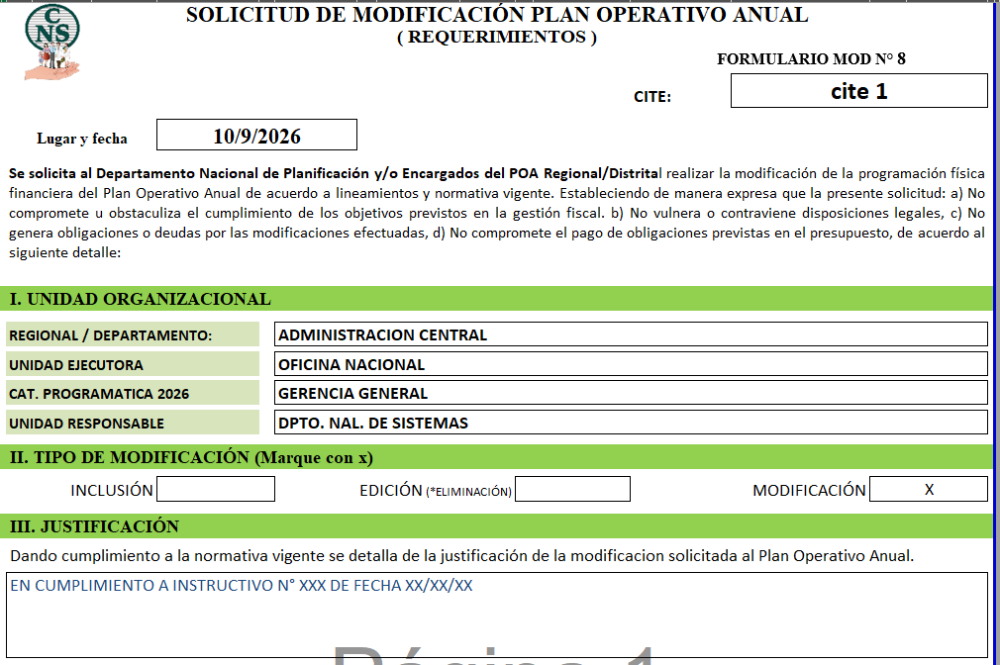 CNS
SOLICITUD DE MODIFICACIÓN PLAN OPERATIVO ANUAL
( REQUERIMIENTOS )
FORMULARIO MOD N° 8
CITE: cite 1
Lugar y fecha 10/9/2026
Se solicita al Departamento Nacional de Planificación y/o Encargados del POA Regional/Distrital realizar la modificación de la programación física
financiera del Plan Operativo Anual de acuerdo a lineamientos y normativa vigente. Estableciendo de manera expresa que la presente solicitud: a) No
compromete u obstaculiza el cumplimiento de los objetivos previstos en la gestión fiscal. b) No vulnera o contraviene disposiciones legales, c) No
genera obligaciones o deudas por las modificaciones efectuadas, d) No compromete el pago de obligaciones previstas en el presupuesto, de acuerdo al
siguiente detalle:
I. UNIDAD ORGANIZACIONAL
REGIONAL / DEPARTAMENTO: ADMINISTRACION CENTRAL
UNIDAD EJECUTORA OFICINA NACIONAL
CAT. PROGRAMATICA 2026 GERENCIA GENERAL
UNIDAD RESPONSABLE DPTO. NAL. DE SISTEMAS
II. TIPO DE MODIFICACIÓN (Marque con x)
INCLUSIÓN EDICIÓN (*ELIMINACIÓN) MODIFICACIÓN X
III. JUSTIFICACIÓN
Dando cumplimiento a la normativa vigente se detalla de la justificación de la modificacion solicitada al Plan Operativo Anual.
EN CUMPLIMIENTO A INSTRUCTIVO N° XXX DE FECHA XX/XX/XX
Página 1